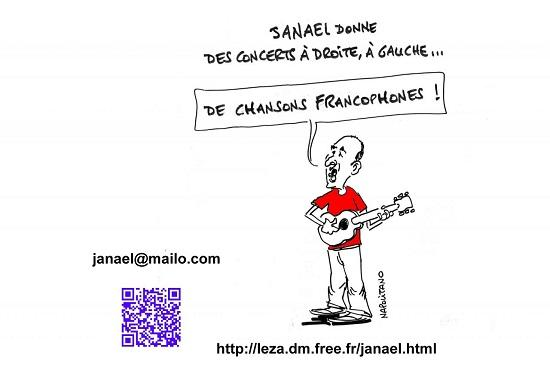 JANAEL DONNE
DES CONCERTS À DROITE, À GAUCHE...
DE CHANSONS FRANCOPHONES !
janael@mailo.com
NAPOLITANO
http://leza.dm.free.fr/janael.html